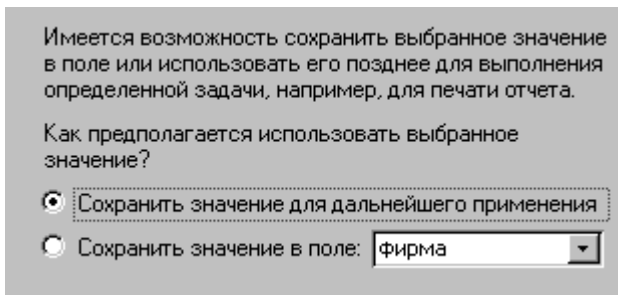 Имеется возможность сохранить выбранное значение
в поле или использовать его позднее для выполнения
определенной задачи, например, для печати отчета.
Как предполагается использовать выбранное
значение?
Сохранить значение для дальнейшего применения
Сохранить значение в поле: фирма